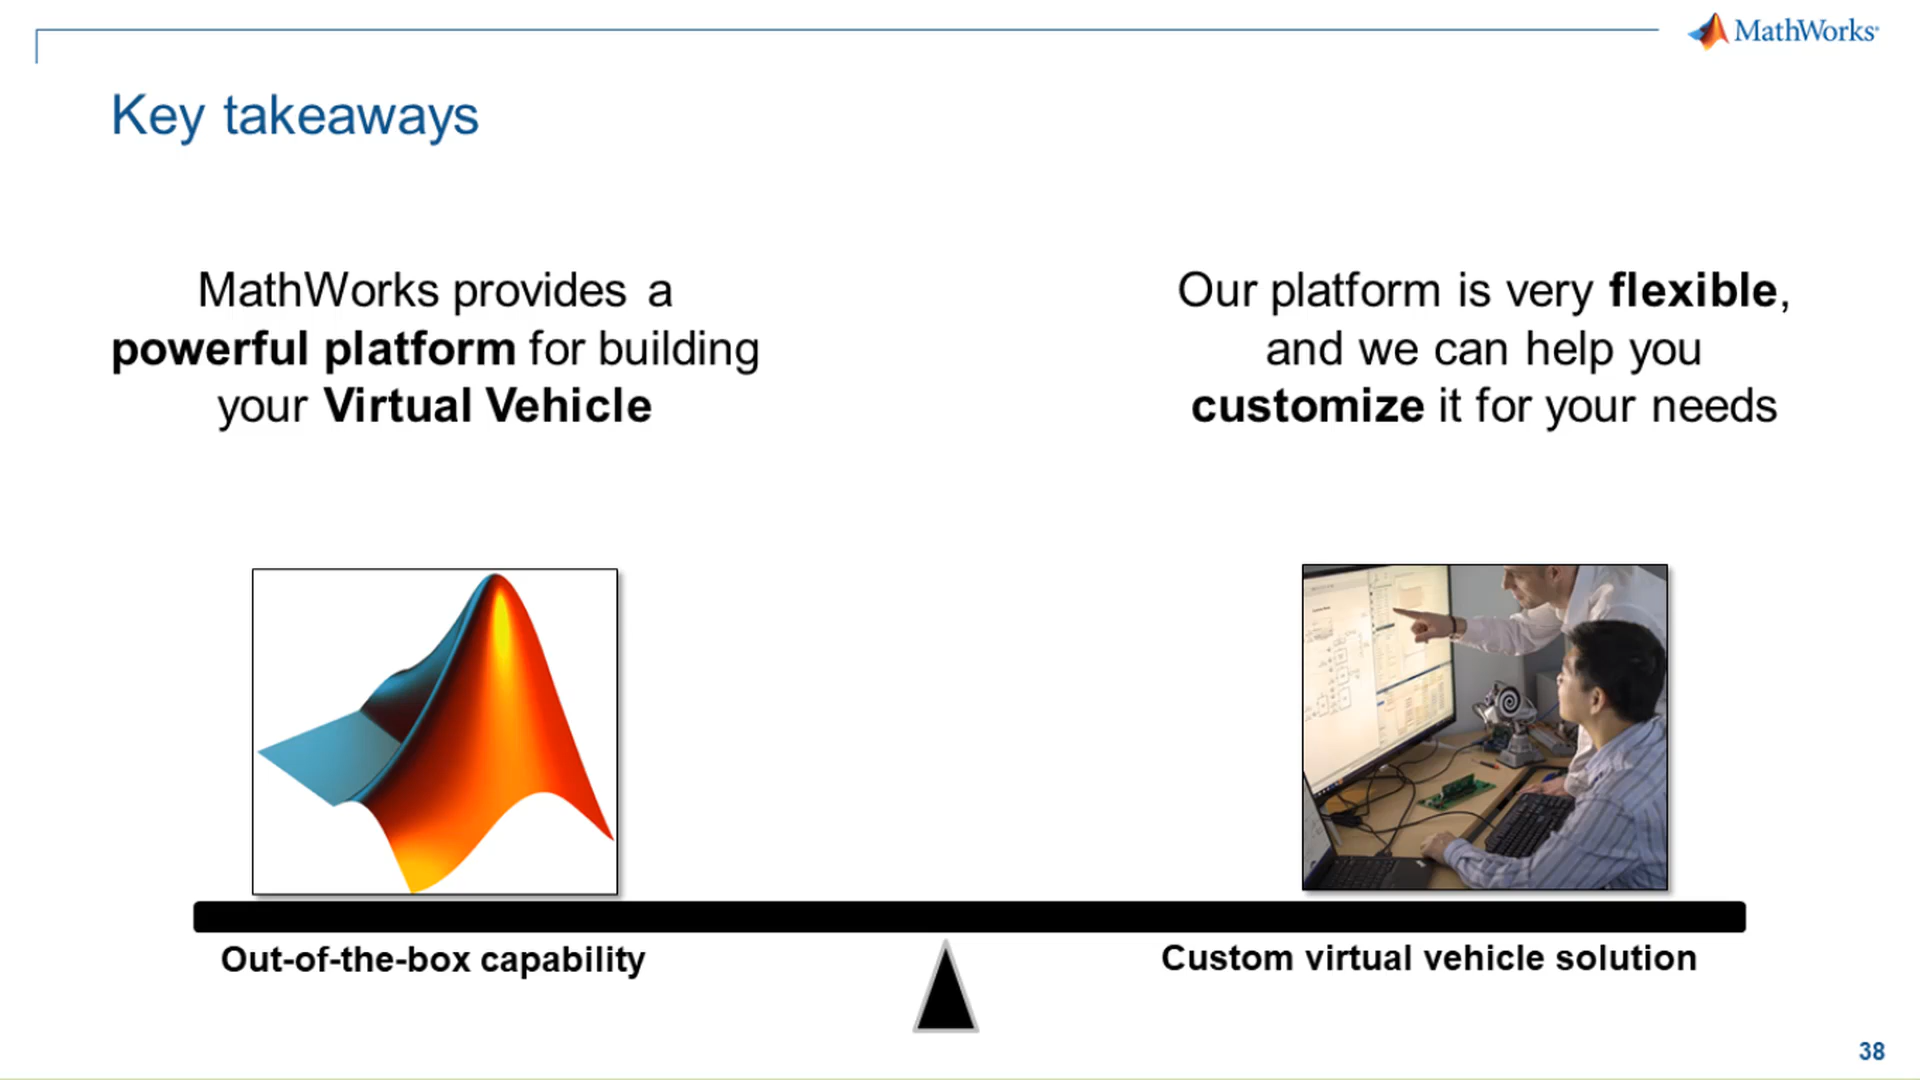 MathWorks®
Key takeaways
MathWorks provides a
powerful platform for building
your Virtual Vehicle
Our platform is very flexible,
and we can help you
customize it for your needs
Out-of-the-box capability
Custom virtual vehicle solution
38